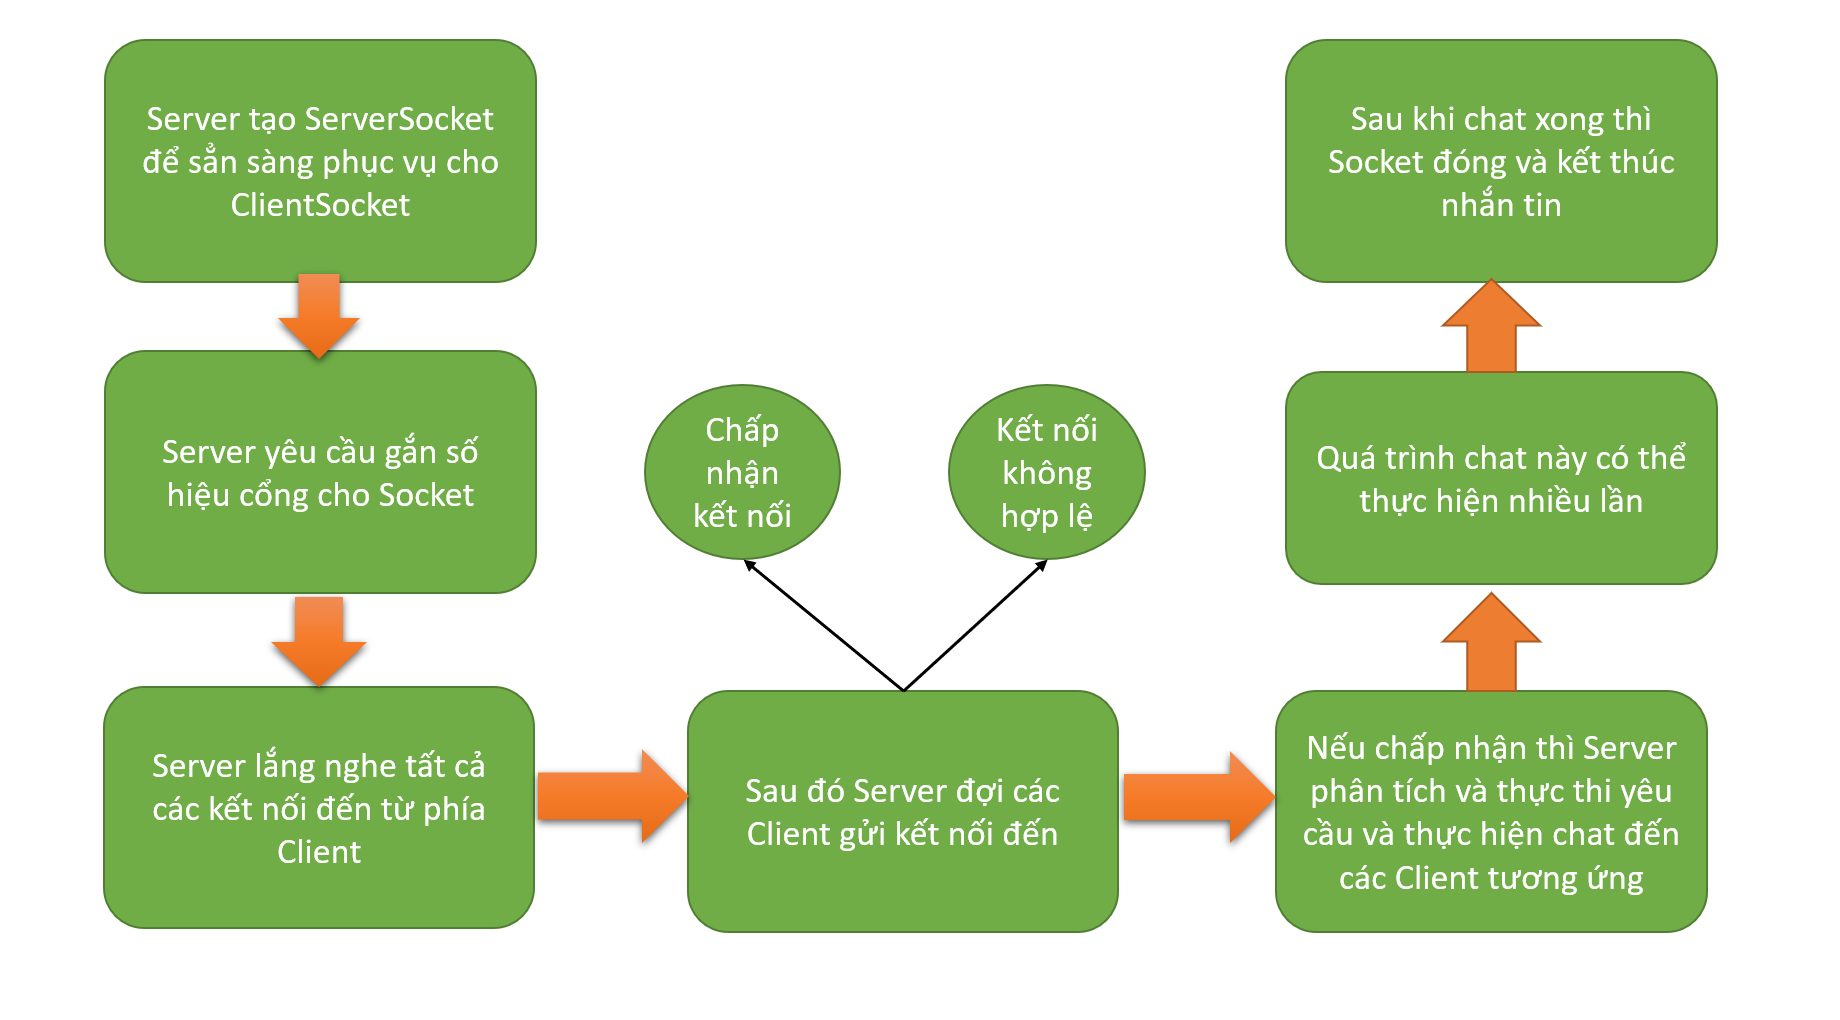 Server tạo ServerSocket
để sẳn sàng phục vụ cho
ClientSocket
Server yêu cầu gắn số
hiệu cổng cho Socket
Server lắng nghe tất cả
các kết nối đến từ phía
Client
Sau đó Server đợi các
Client gửi kết nối đến
Chấp
nhận
kết nối
Kết nối
không
hợp lệ
Nếu chấp nhận thì Server
phân tích và thực thi yêu
cầu và thực hiện chat đến
các Client tương ứng
Quá trình chat này có thể
thực hiện nhiều lần
Sau khi chat xong thì
Socket đóng và kết thúc
nhắn tin